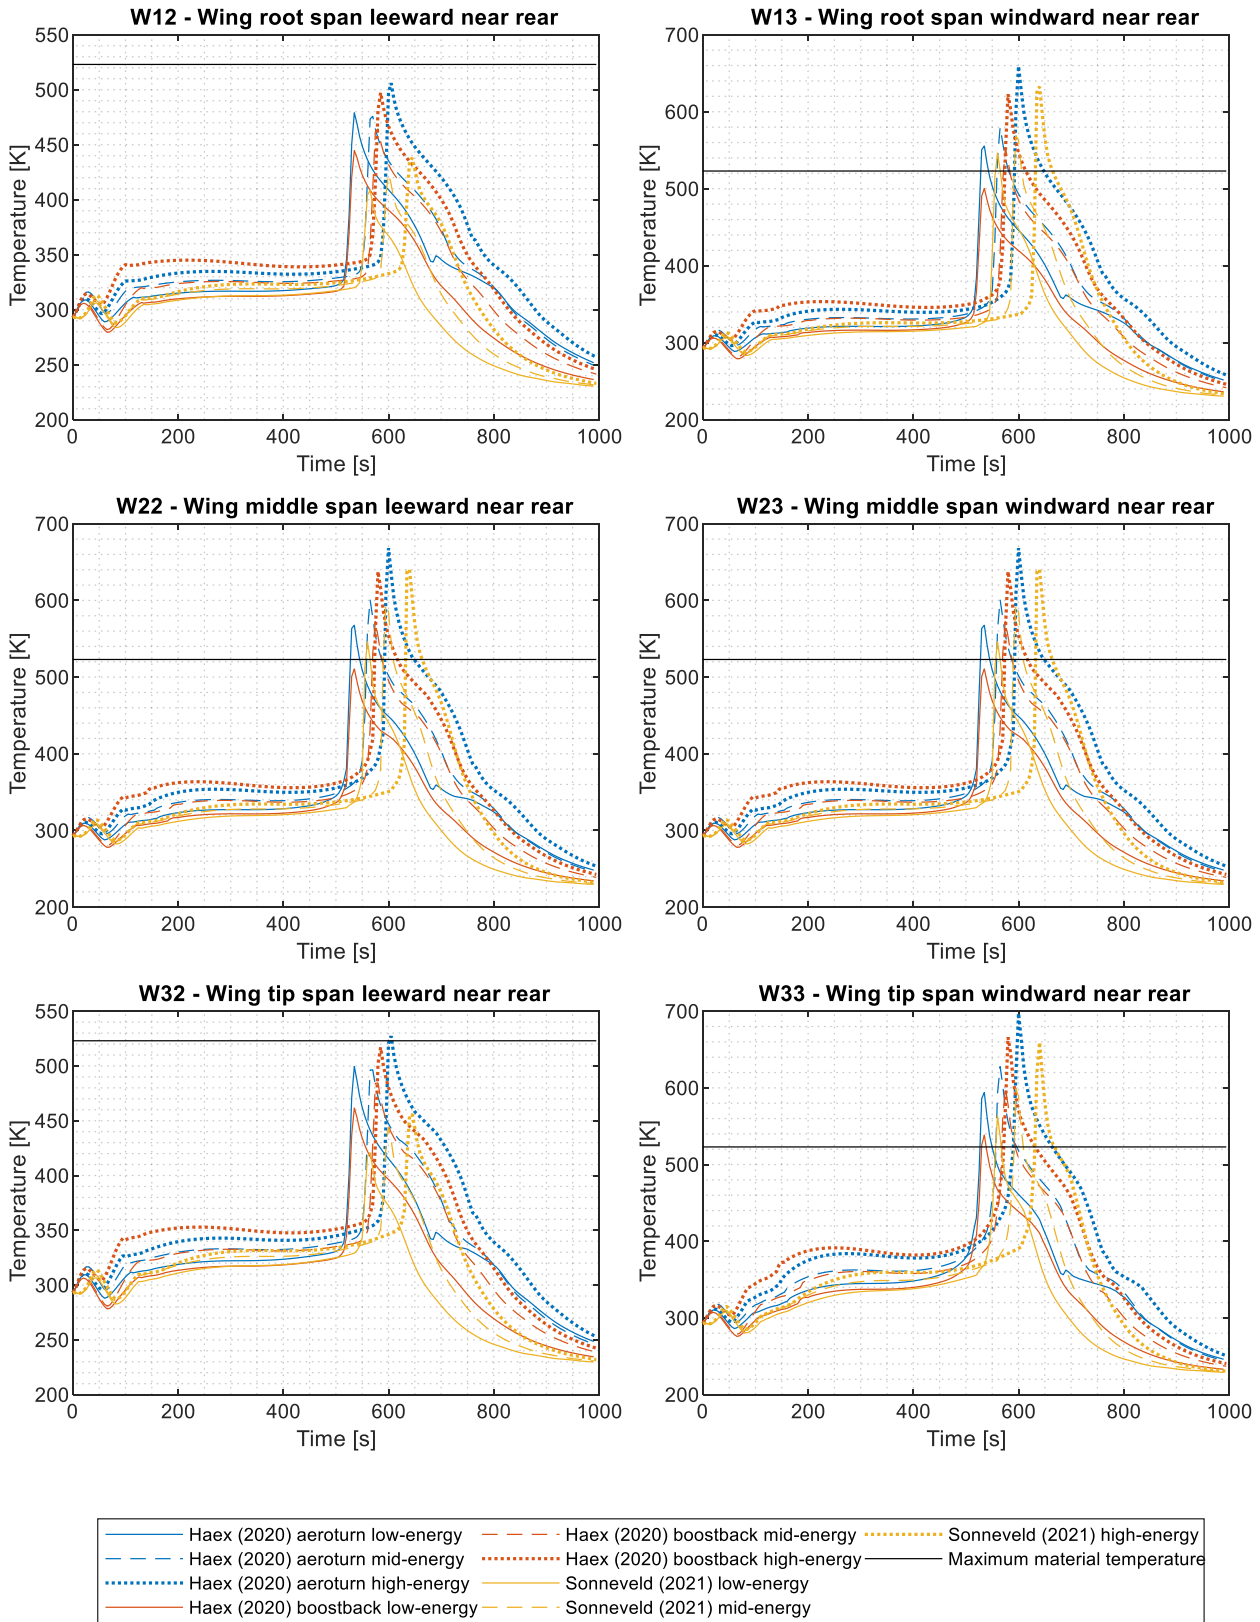 W12 - Wing root span leeward near rear
550
500
450
400
350
300
250
200
Temperature [K]
0 200 400 600 800 1000
Time [s]
W13 - Wing root span windward near rear
700
600
500
400
300
200
Temperature [K]
0 200 400 600 800 1000
Time [s]
W22 - Wing middle span leeward near rear
700
600
500
400
300
200
Temperature [K]
0 200 400 600 800 1000
Time [s]
W23 - Wing middle span windward near rear
700
600
500
400
300
200
Temperature [K]
0 200 400 600 800 1000
Time [s]
W32 - Wing tip span leeward near rear
550
500
450
400
350
300
250
200
Temperature [K]
0 200 400 600 800 1000
Time [s]
W33 - Wing tip span windward near rear
700
600
500
400
300
200
Temperature [K]
0 200 400 600 800 1000
Time [s]
Haex (2020) aeroturn low-energy
Haex (2020) aeroturn mid-energy
Haex (2020) aeroturn high-energy
Haex (2020) boostback low-energy
Haex (2020) boostback mid-energy
Haex (2020) boostback high-energy
Sonneveld (2021) low-energy
Sonneveld (2021) mid-energy
Sonneveld (2021) high-energy
Maximum material temperature